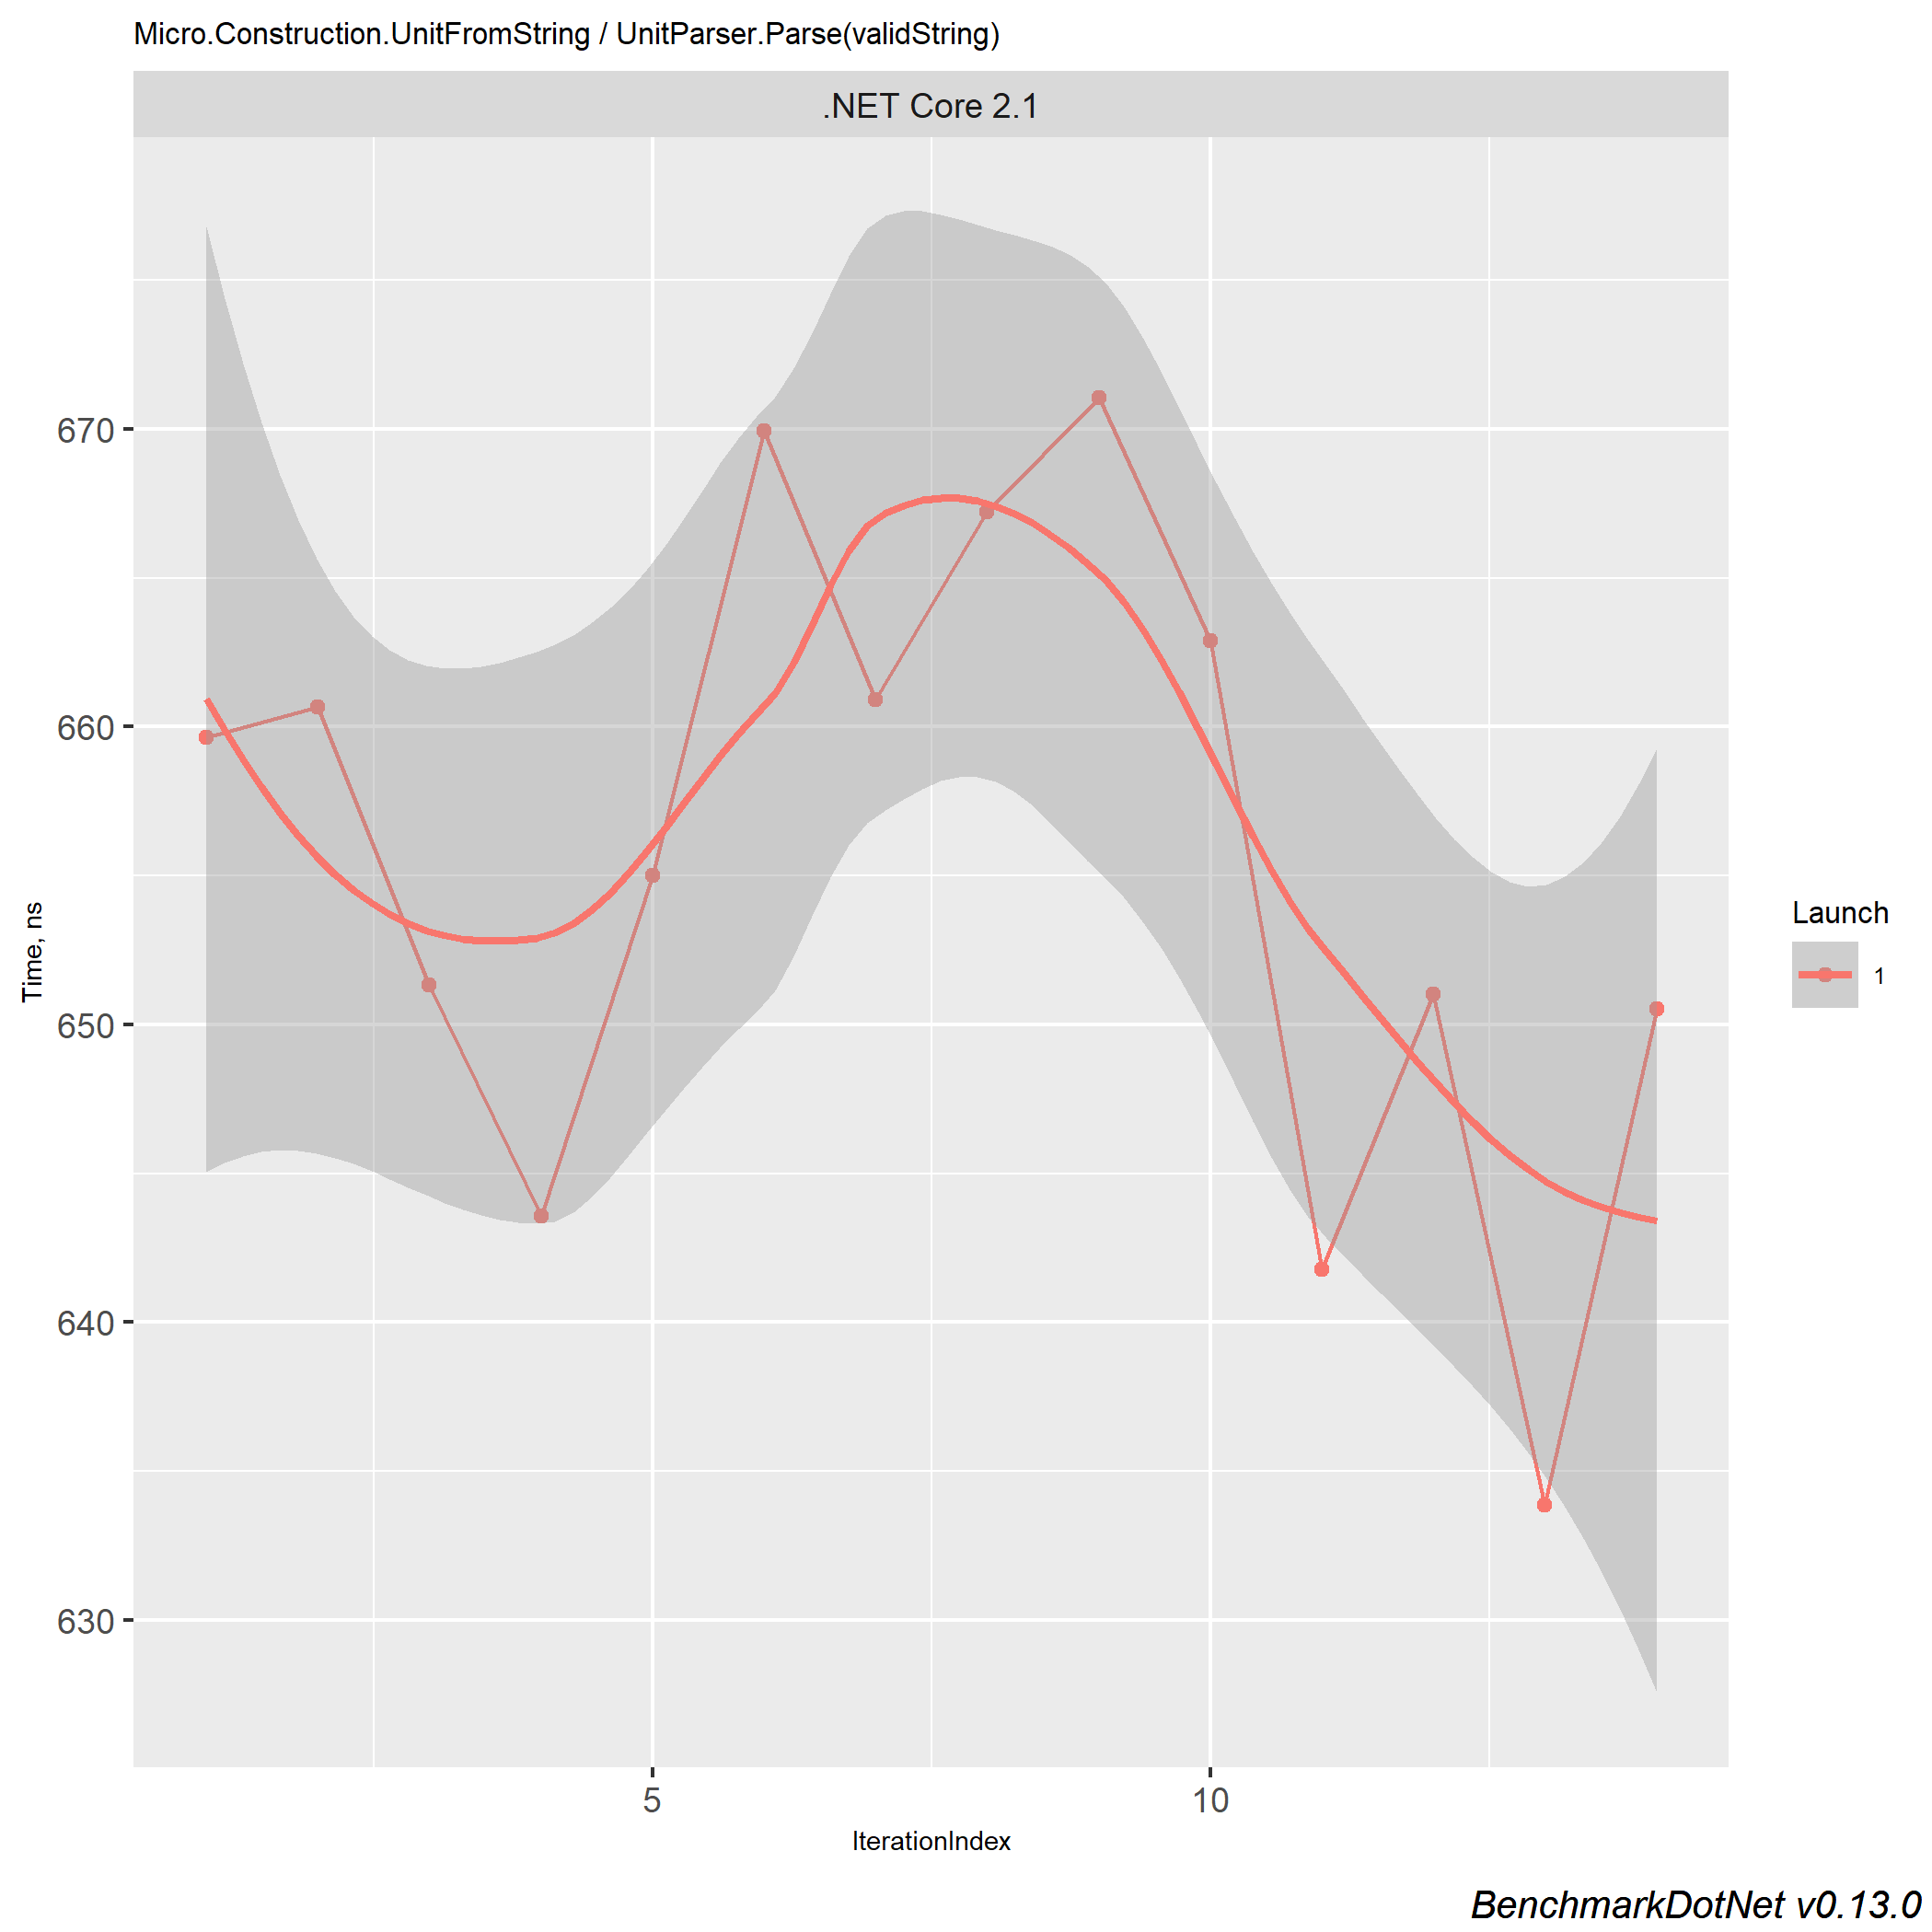 Micro.Construction.UnitFromString / UnitParser.Parse(validString)
.NET Core 2.1
670
660
650
640
630
Time, ns
5
10
IterationIndex
Launch
1
BenchmarkDotNet v0.13.0